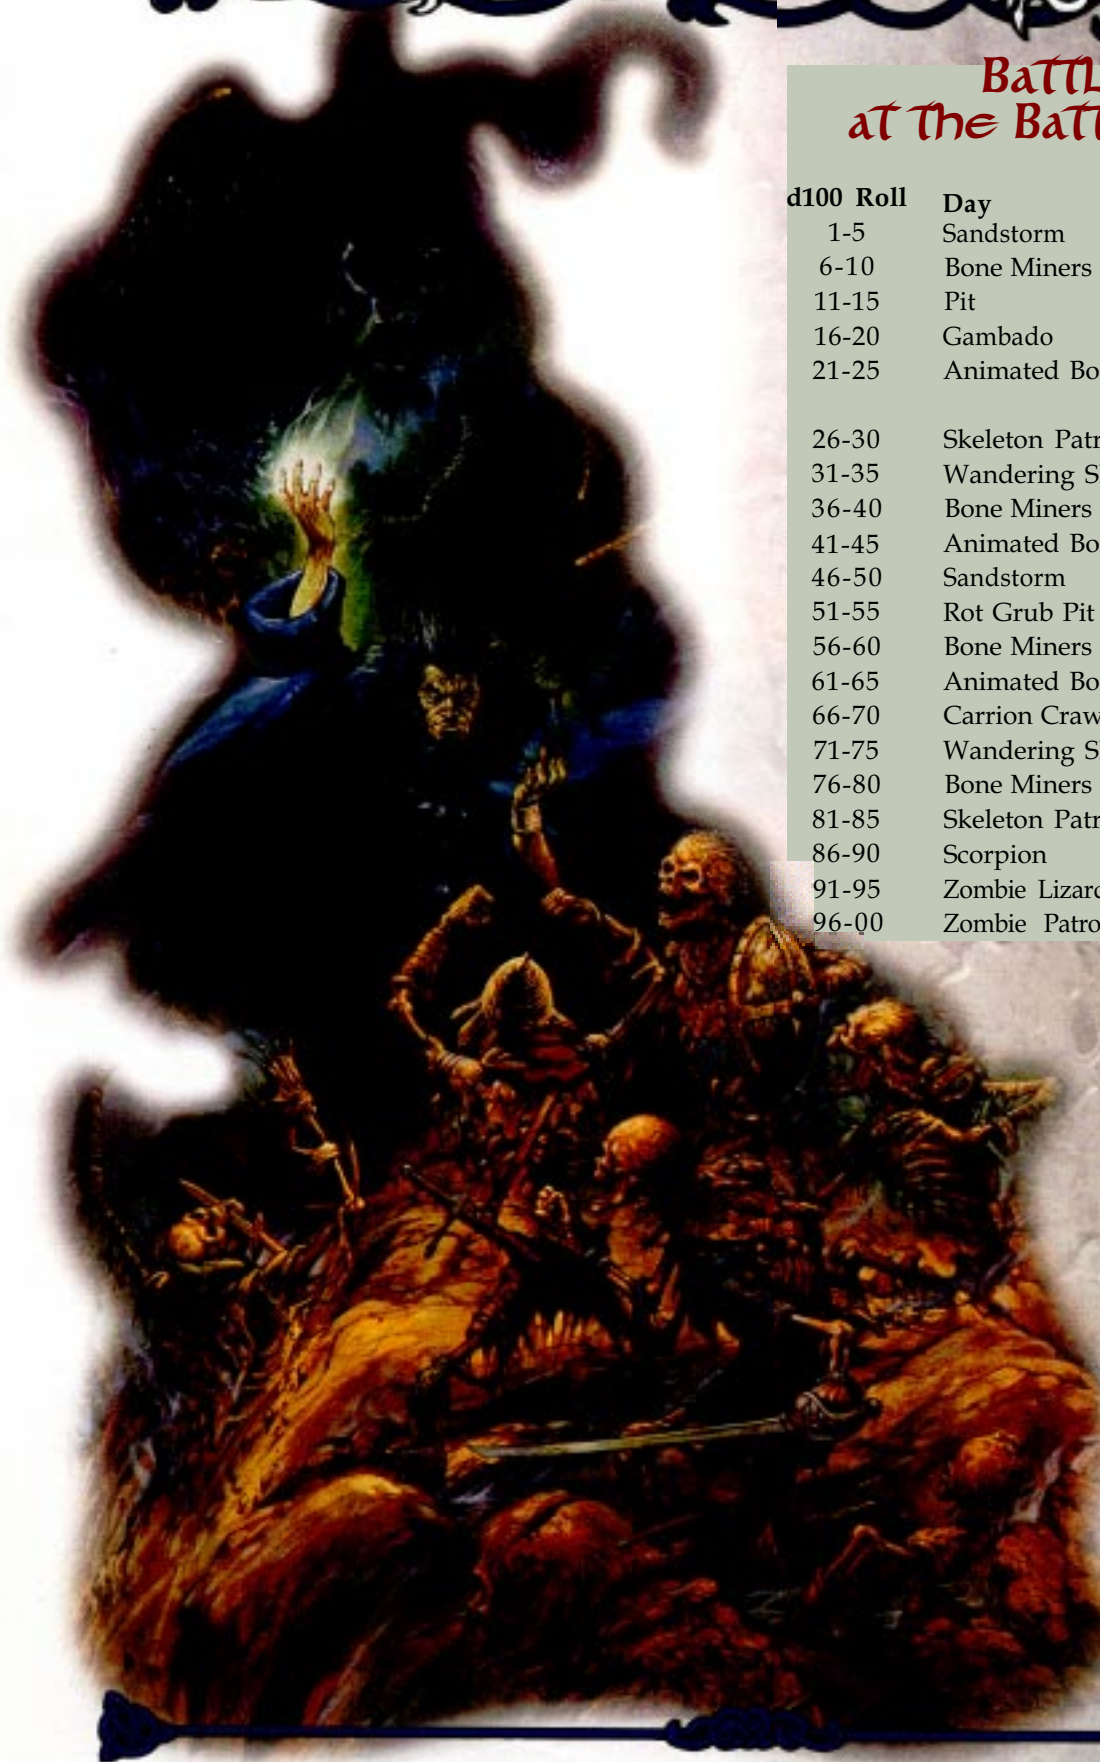 BaTTL
aT The BaTT
d100 Roll Day
1-5 Sandstorm
6-10 Bone Miners
11-15 Pit
16-20 Gambado
21-25 Animated Bo
26-30 Skeleton Patr
31-35 Wandering S
36-40 Bone Miners
41-45 Animated Bo
46-50 Sandstorm
51-55 Rot Grub Pit
56-60 Bone Miners
61-65 Animated Bo
66-70 Carrion Craw
71-75 Wandering S
76-80 Bone Miners
81-85 Skeleton Patr
86-90 Scorpion
91-95 Zombie Lizard
96-00 Zombie Patro